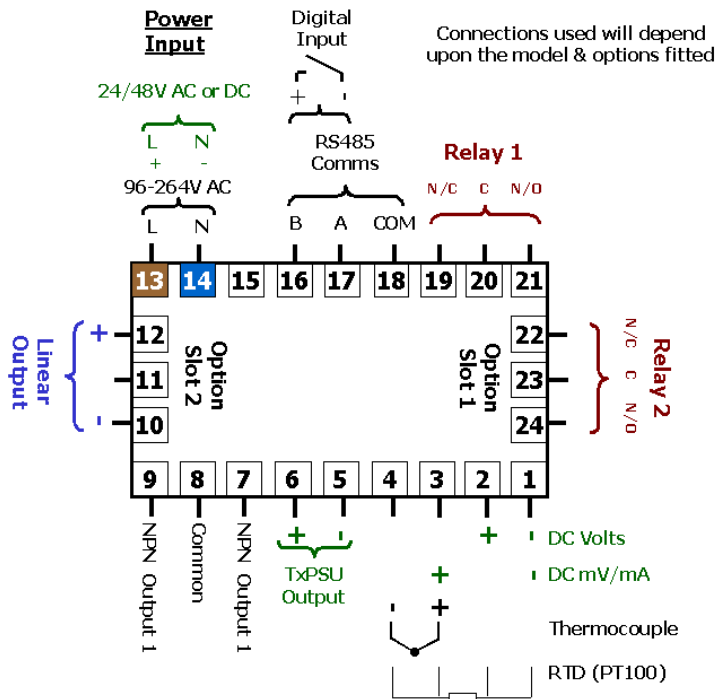 Power
Input
Digital
Input
Connections used will depend
upon the model & options fitted
24/48V AC or DC
+ -
L N
+ -
RS485
Comms
Relay 1
96-264V AC
N/C C N/O
L N
B A COM
13 14 15 16 17 18 19 20 21
12
11
10
Linear
Output
+
-
Option
Slot 2
Option
Slot 1
22
23
24
N/C
C
N/O
Relay 2
9 8 7 6 5 4 3 2 1
NPN Output 1
Common
NPN Output 1
+ -
TxPSU
Output
+ - DC Volts
+ - DC mV/mA
- +
Thermocouple
RTD (PT100)